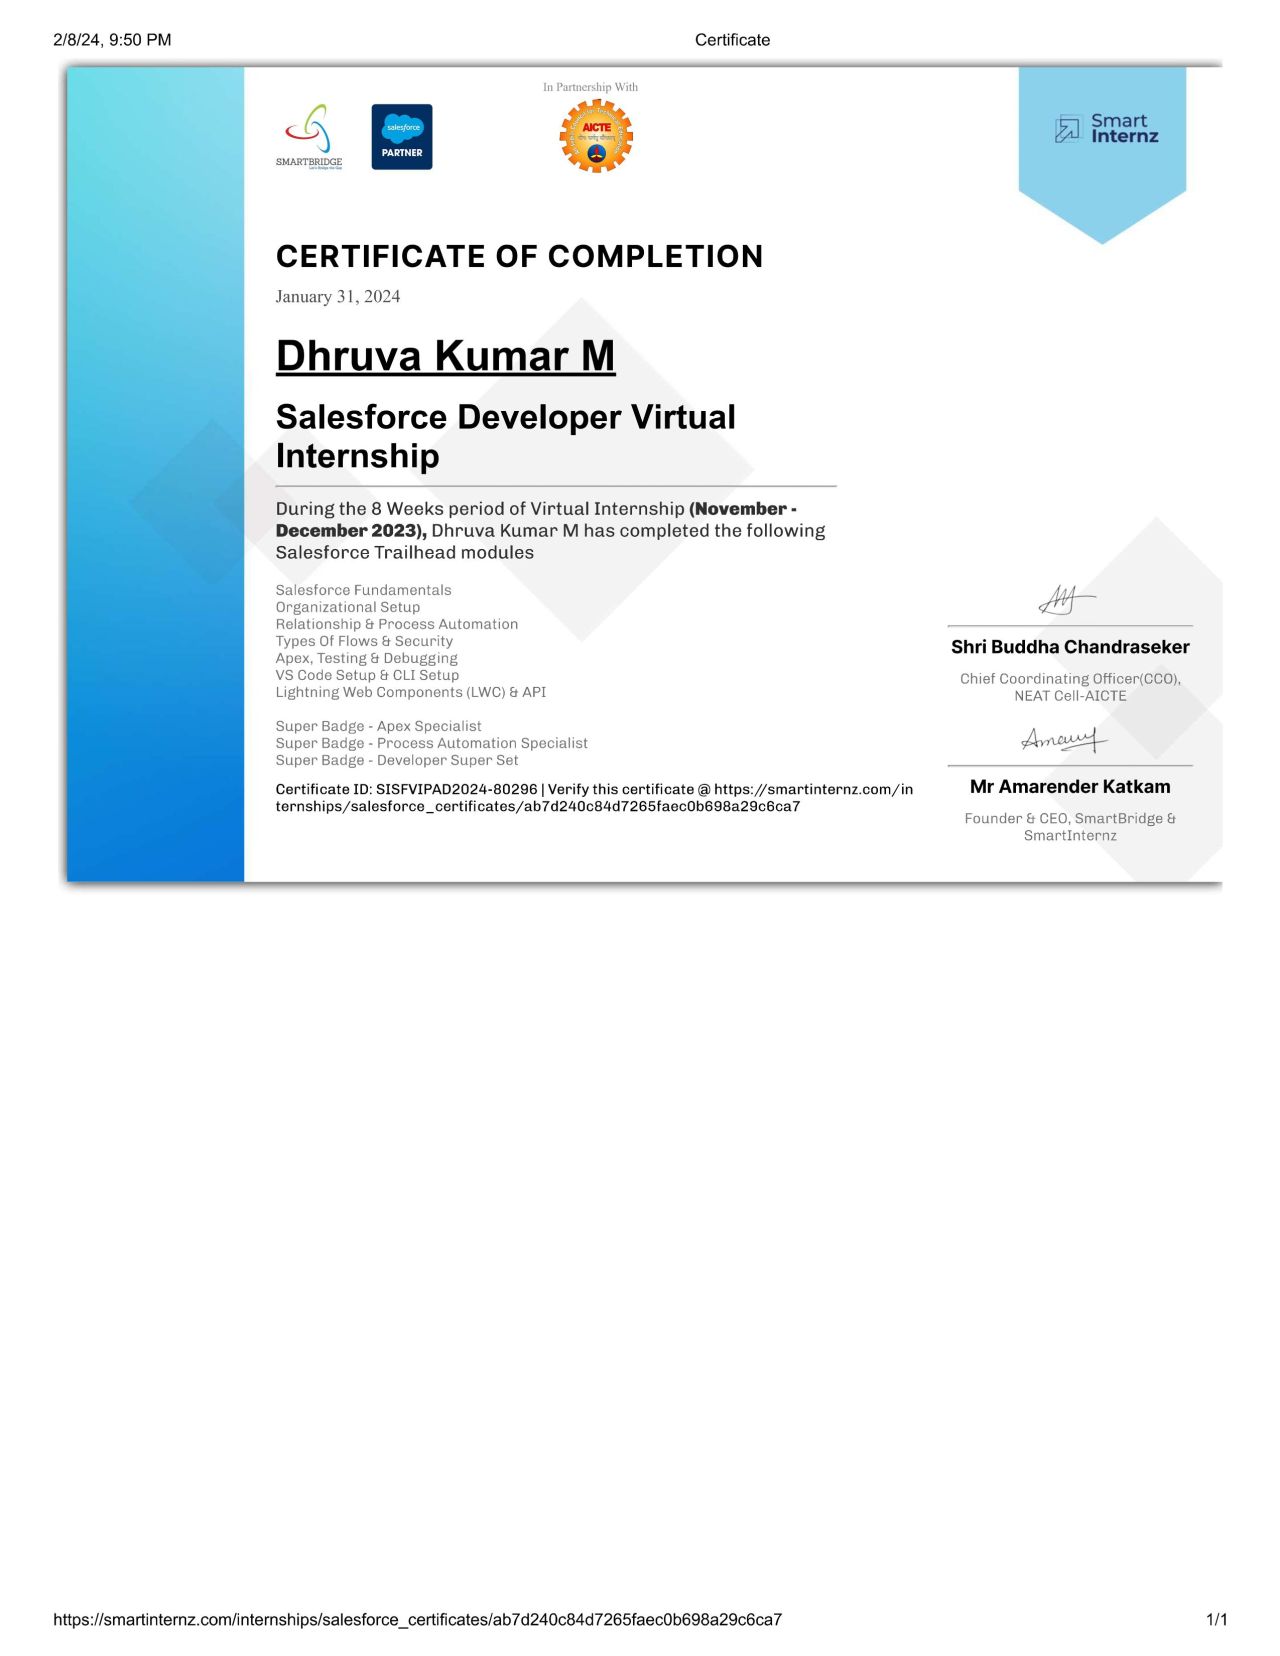 2/8/24, 9:50 PM
Certificate
In Partnership With
SMARTBRIDGE
Let's Bridge the Gap
salesforce
PARTNER
AICTE
Smart
Internz
CERTIFICATE OF COMPLETION
January 31, 2024
Dhruva Kumar M
Salesforce Developer Virtual
Internship
During the 8 Weeks period of Virtual Internship (November -
December 2023), Dhruva Kumar M has completed the following
Salesforce Trailhead modules
Salesforce Fundamentals
Organizational Setup
Relationship & Process Automation
Types Of Flows & Security
Apex, Testing & Debugging
VS Code Setup & CLI Setup
Lightning Web Components (LWC) & API
Super Badge - Apex Specialist
Super Badge - Process Automation Specialist
Super Badge - Developer Super Set
Certificate ID: SISFVIPAD2024-80296 | Verify this certificate @ https://smartinternz.com/in
ternships/salesforce_certificates/ab7d240c84d7265faec0b698a29c6ca7
Shri Buddha Chandraseker
Chief Coordinating Officer(CCO),
NEAT Cell-AICTE
Mr Amarender Katkam
Founder & CEO, SmartBridge &
SmartInternz
https://smartinternz.com/internships/salesforce_certificates/ab7d240c84d7265faec0b698a29c6ca7
1/1